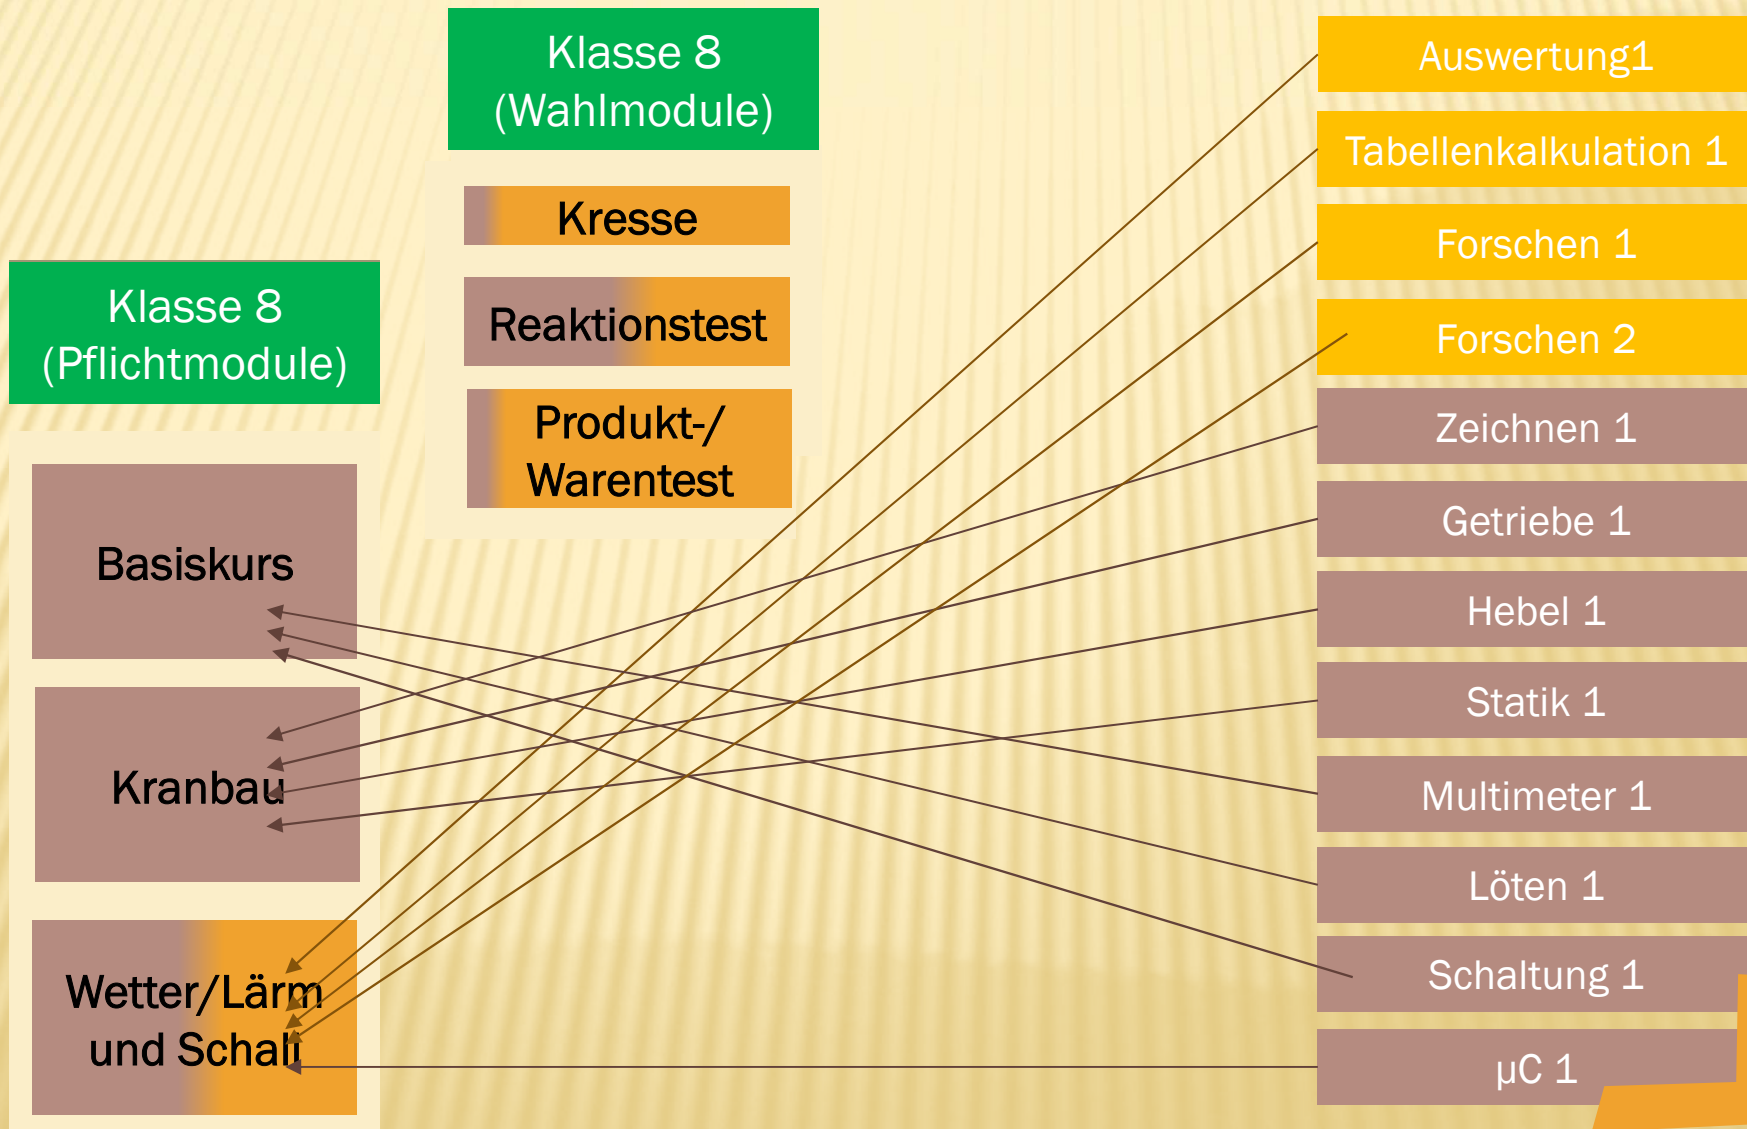 Klasse 8
(Pflichtmodule)
Basiskurs
Kranbau
Wetter/Lärm
und Schall
Klasse 8
(Wahlmodule)
Kresse
Reaktionstest
Produkt-/
Warentest
Auswertung1
Tabellenkalkulation 1
Forschen 1
Forschen 2
Zeichnen 1
Getriebe 1
Hebel 1
Statik 1
Multimeter 1
Löten 1
Schaltung 1
µC 1